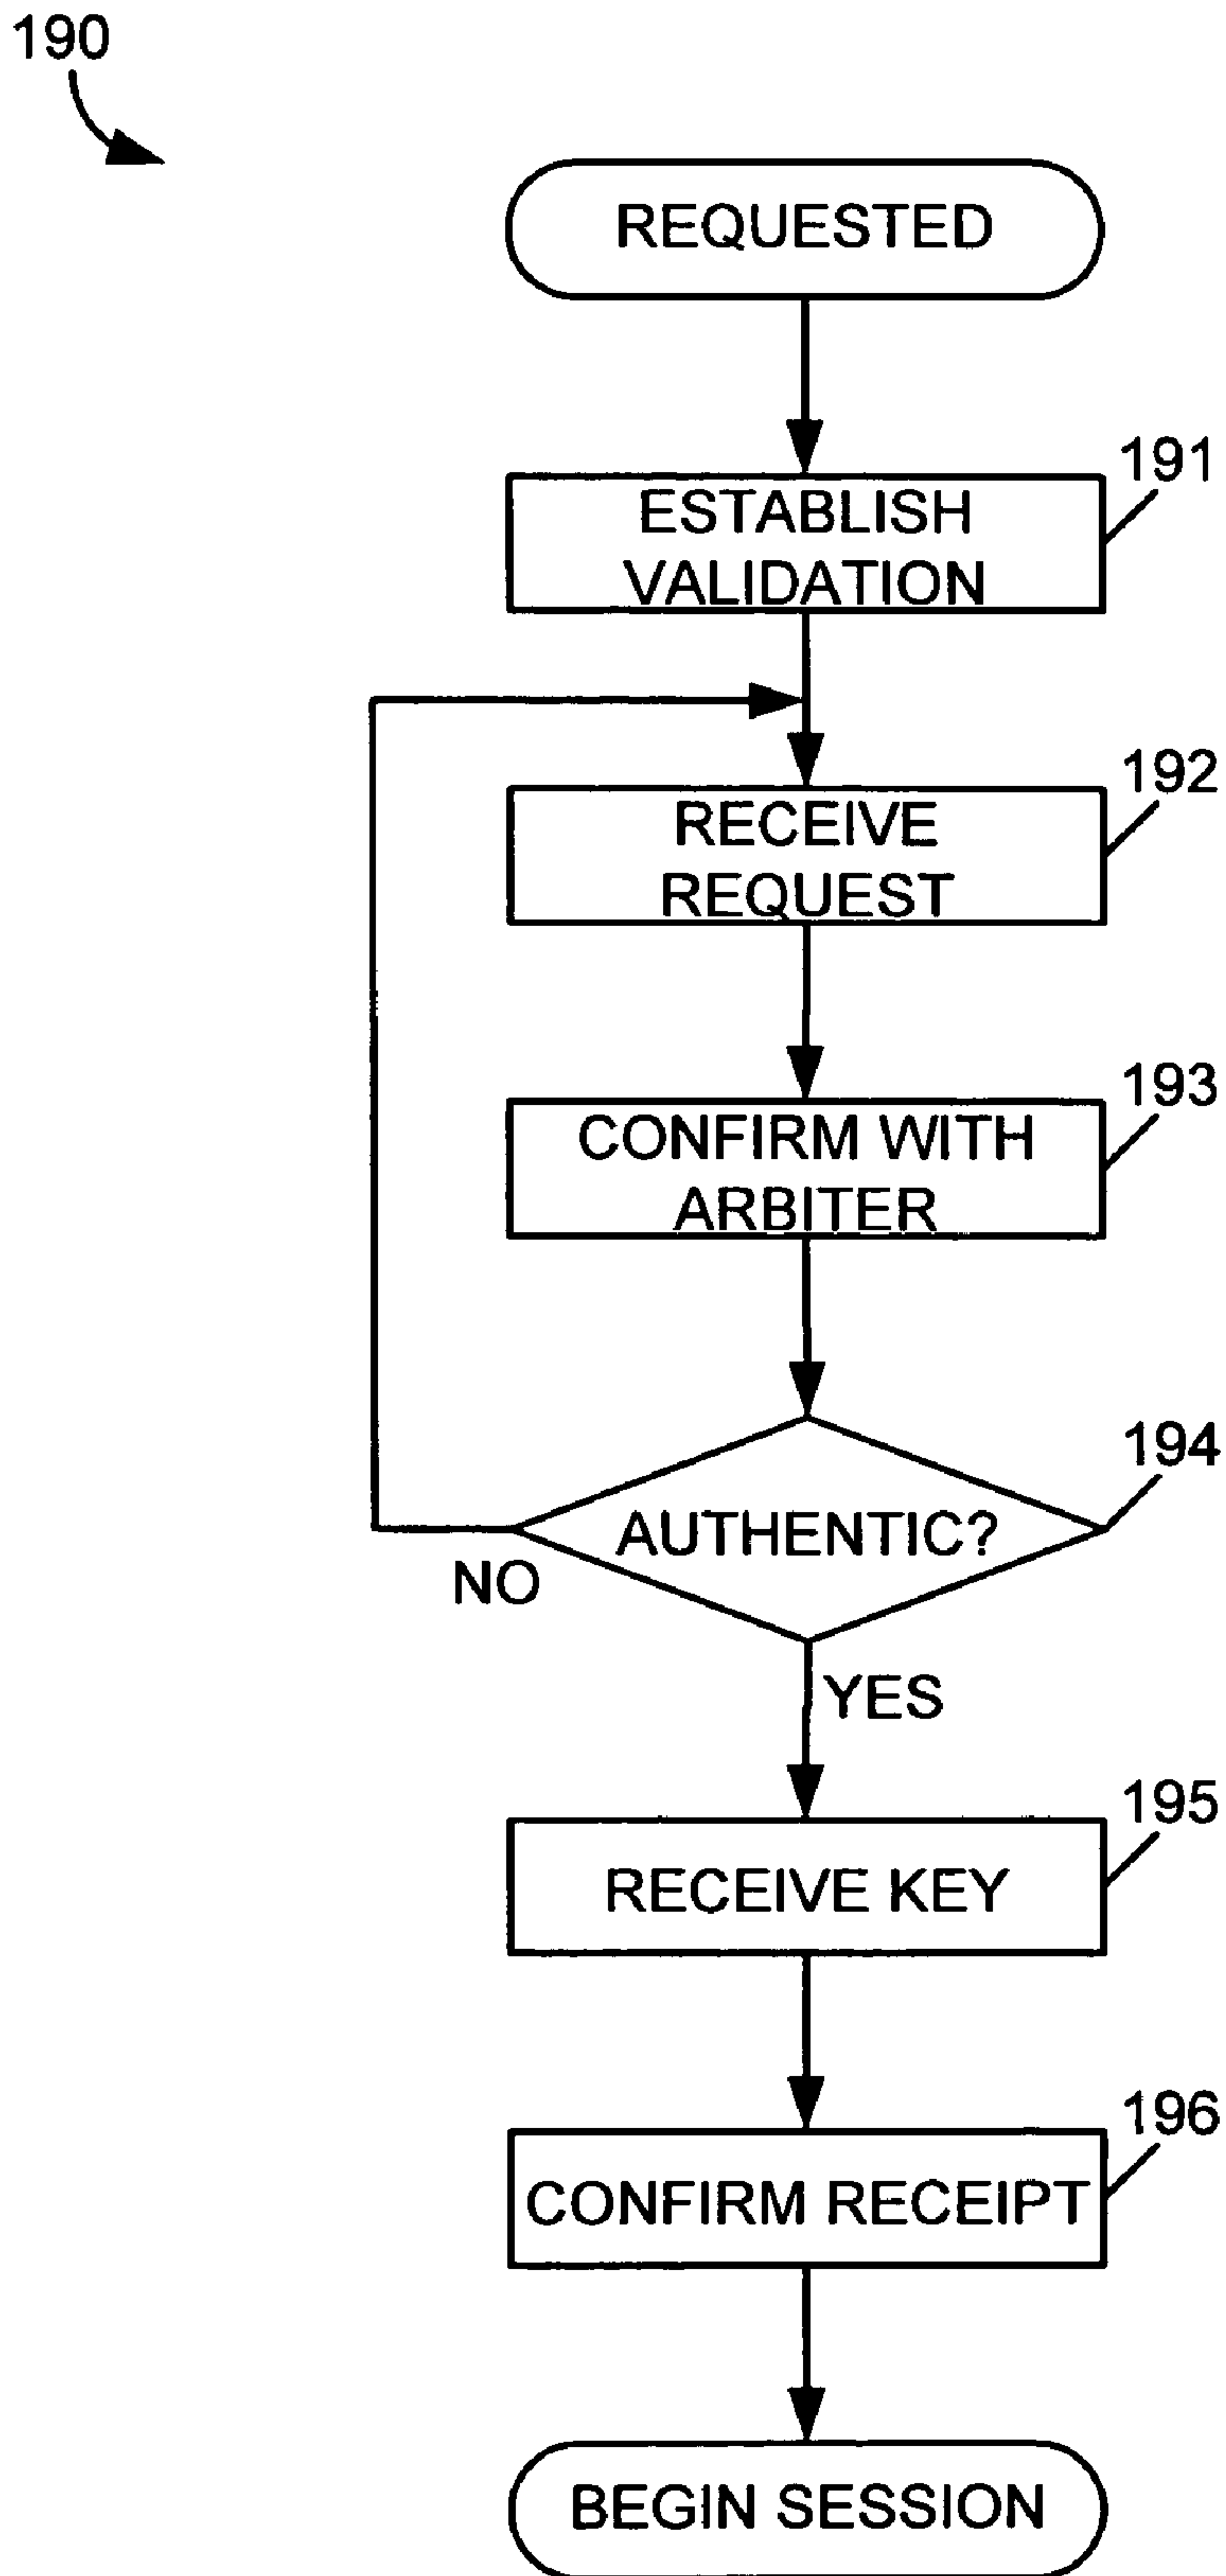 190
REQUESTED
191
ESTABLISH
VALIDATION
192
RECEIVE
REQUEST
193
CONFIRM WITH
ARBITER
194
AUTHENTIC?
NO
YES
195
RECEIVE KEY
196
CONFIRM RECEIPT
BEGIN SESSION